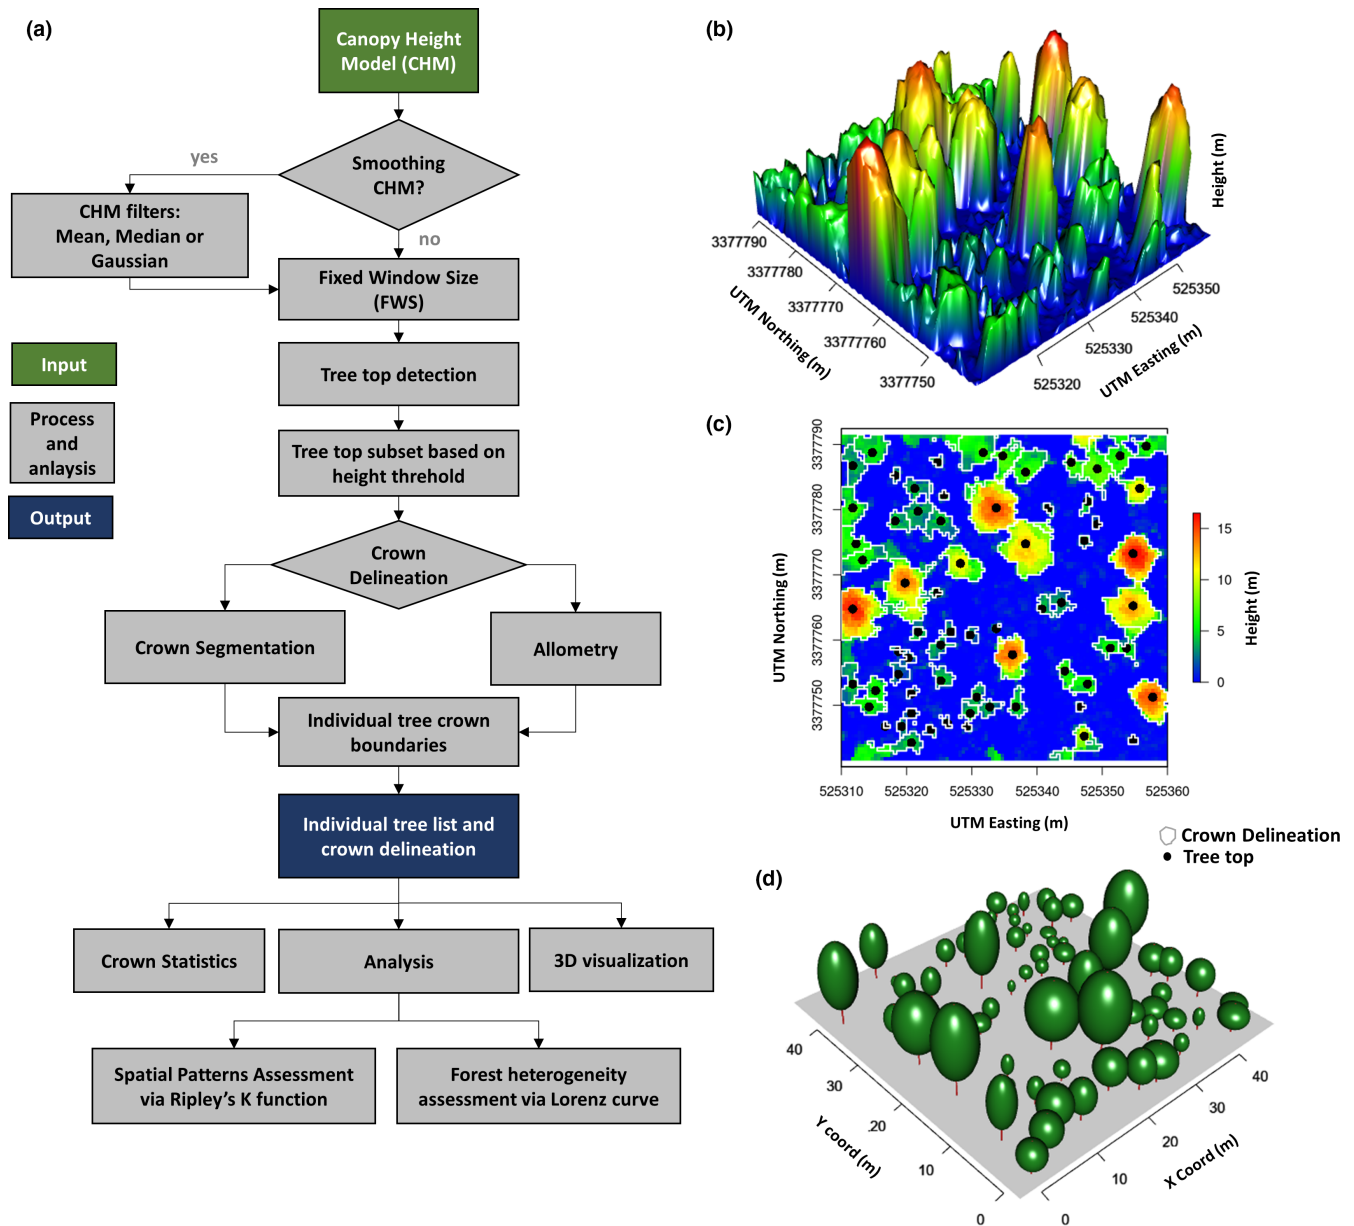 (a)
Canopy Height
Model (CHM)
yes
Smoothing
CHM?
CHM filters:
Mean, Median or
Gaussian
no
Fixed Window Size
(FWS)
Input
Tree top detection
Process
and
anlaysis
Tree top subset based on
height threhold
Output
Crown
Delineation
Crown Segmentation
Allometry
Individual tree crown
boundaries
Individual tree list and
crown delineation
Crown Statistics
Analysis
3D visualization
Spatial Patterns Assessment
via Ripley's K function
Forest heterogeneity
assessment via Lorenz curve
(b)
Height (m)
3377790
3377780
3377770
3377760
3377750
UTM Northing (m)
525350
525340
525330
525320
UTM Easting (m)
(c)
3377790
3377780
3377770
3377760
3377750
UTM Northing (m)
15
10
5
0
Height (m)
525310 525320 525330 525340 525350 525360
UTM Easting (m)
Crown Delineation
Tree top
(d)
40
30
20
10
0
Y coord (m)
40
30
20
10
0
X Coord (m)